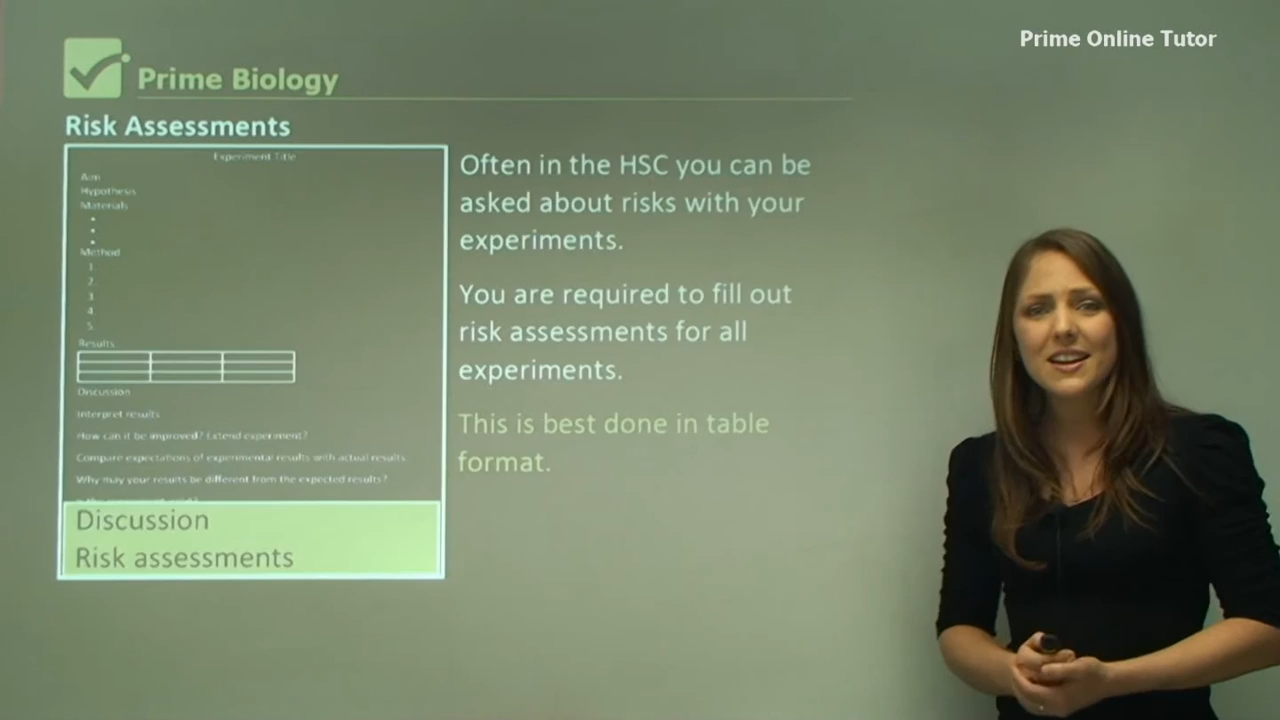 Prime Online Tutor
Prime Biology
Risk Assessments
Experiment Title
Aim
Hypothesis
Materials
Method
1
2
3
4
5
Results
Discussion
Interpret results
How can it be improved? Extend experiment?
Compare expectations of experimental results with actual results
Why may your results be different from the expected results?
Discussion
Risk assessments
Often in the HSC you can be
asked about risks with your
experiments.
You are required to fill out
risk assessments for all
experiments.
This is best done in table
format.